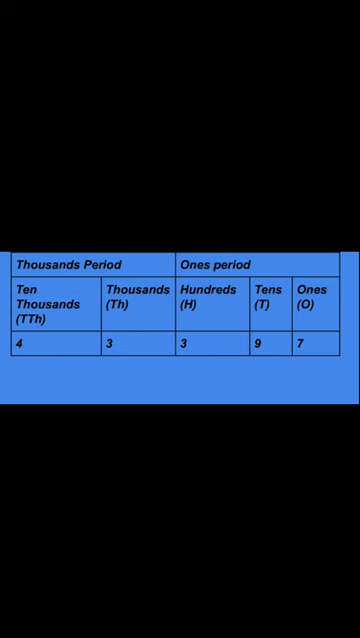 Thousands Period Ones period
Ten Thousands Hundreds Tens Ones
Thousands (Th) (H) (T) (O)
(TTh)
4 3 3 9 7